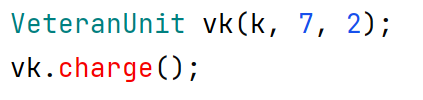 VeteranUnit vk(k, 7, 2);
vk.charge();